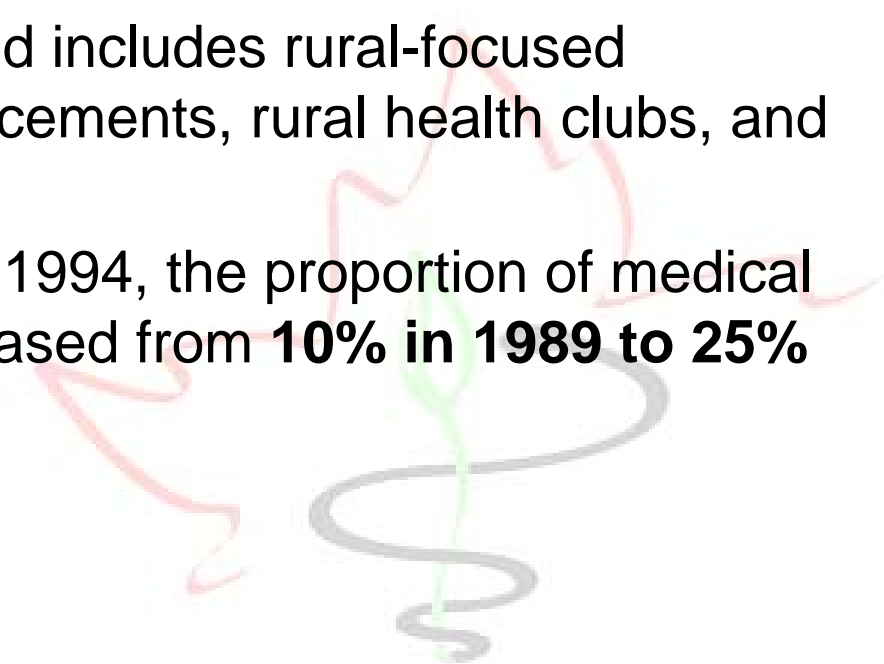 d includes rural-focused
cements, rural health clubs, and
1994, the proportion of medical
ased from 10% in 1989 to 25%